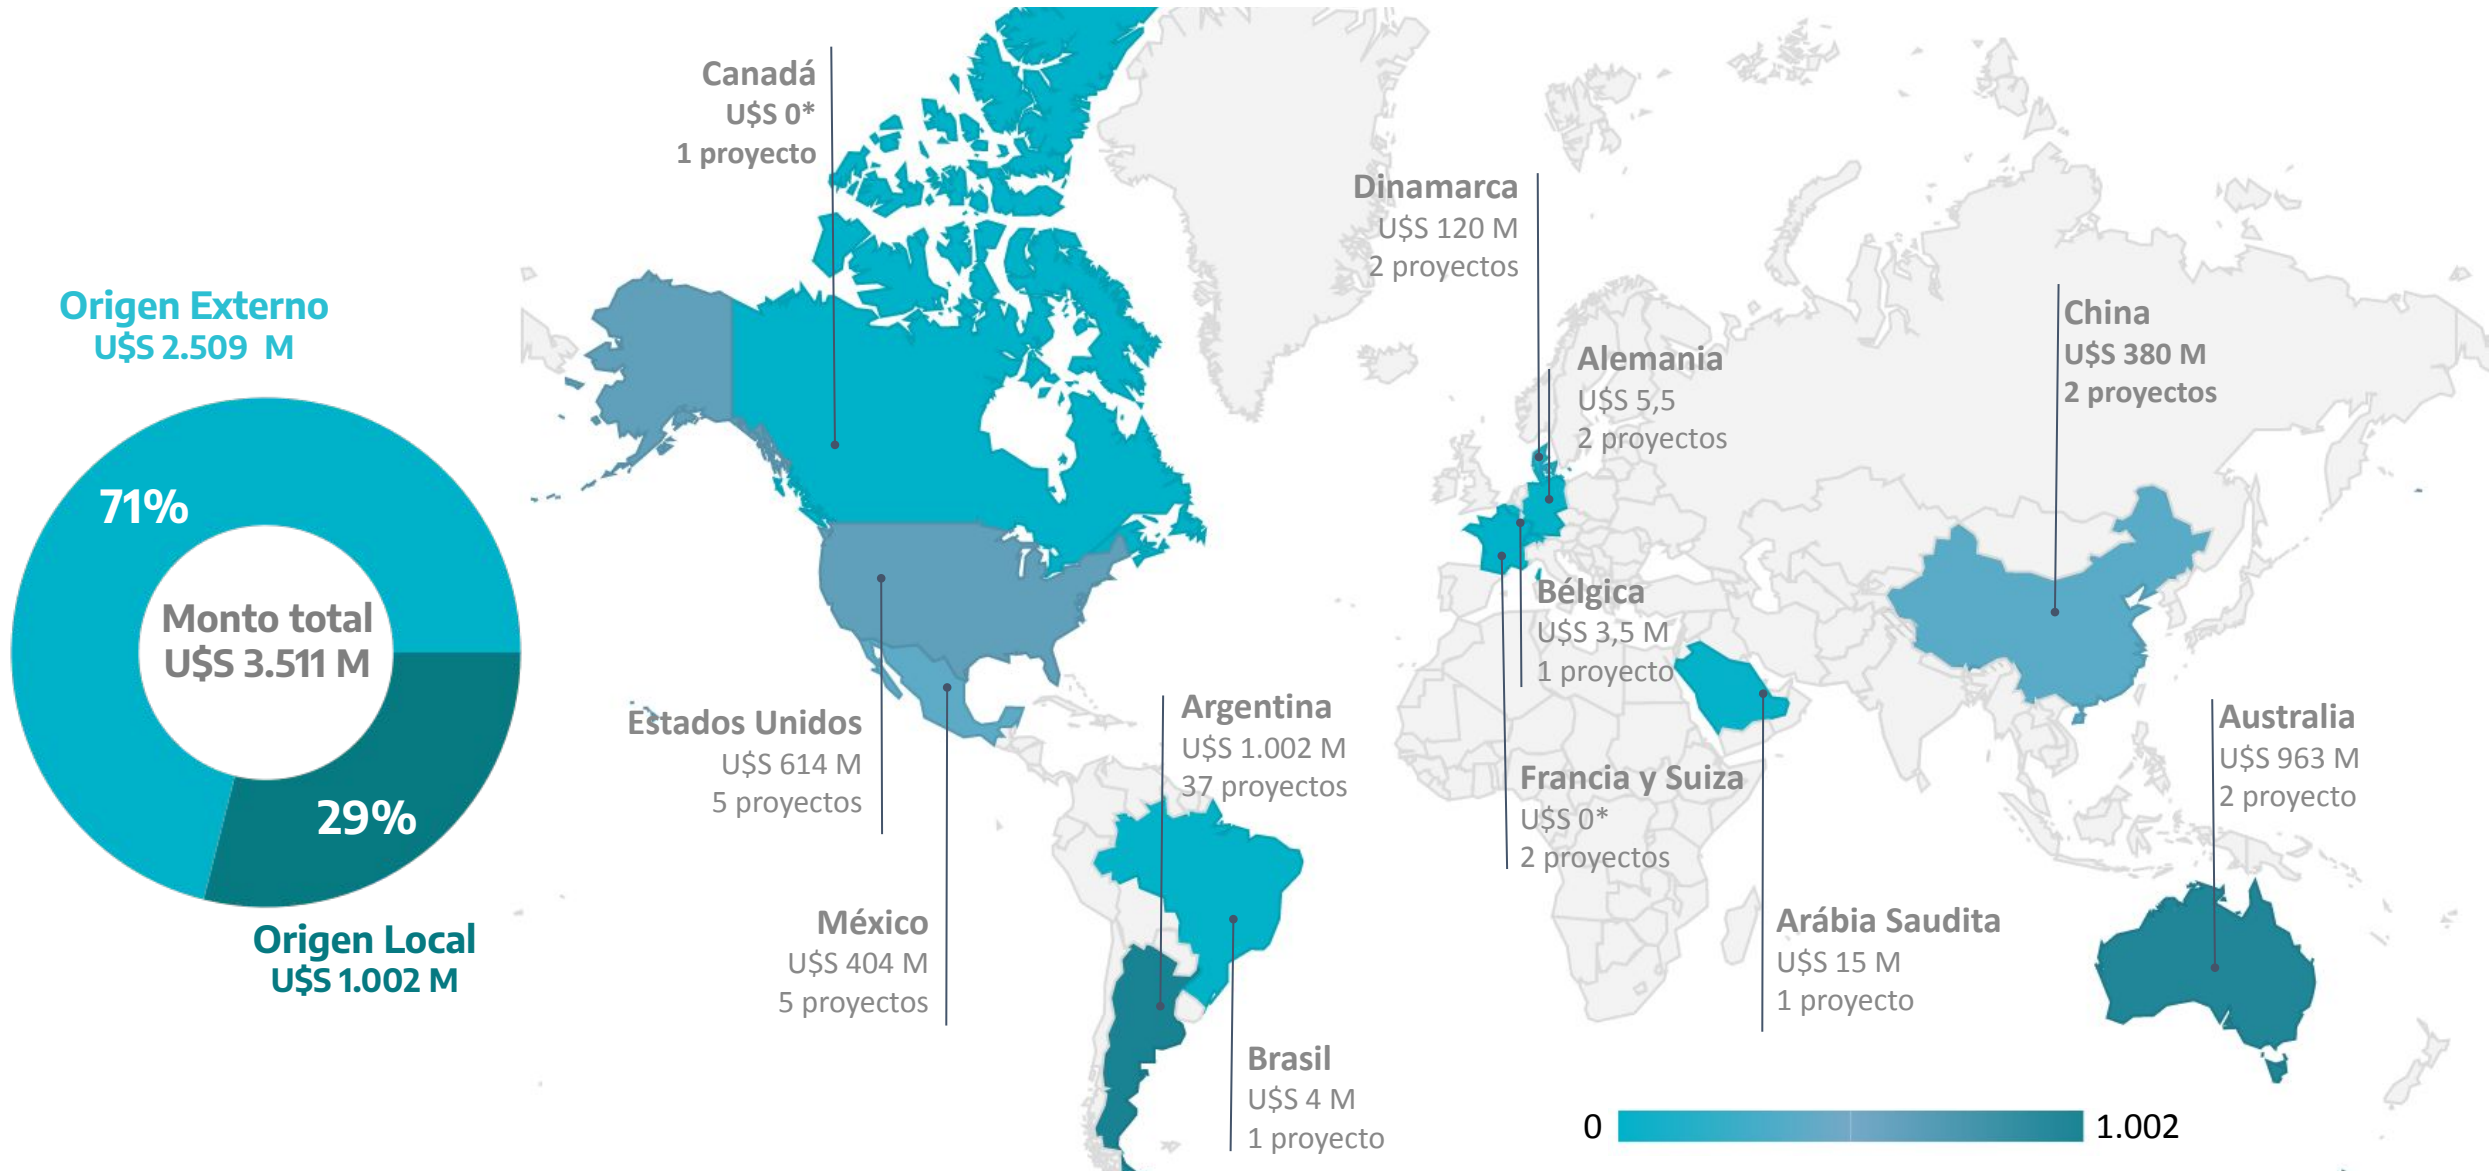 Origen Externo
U$S 2.509 M
71%
Monto total
U$S 3.511 M
29%
Origen Local
U$S 1.002 M
Canadá
U$S 0*
1 proyecto
Estados Unidos
U$S 614 M
5 proyectos
México
U$S 404 M
5 proyectos
Argentina
U$S 1.002 M
37 proyectos
Brasil
U$S 4 M
1 proyecto
Dinamarca
U$S 120 M
2 proyectos
Alemania
U$S 5,5
2 proyectos
Bélgica
U$S 3,5 M
1 proyecto
Francia y Suiza
U$S 0*
2 proyectos
Arábia Saudita
U$S 15 M
1 proyecto
China
U$S 380 M
2 proyectos
Australia
U$S 963 M
2 proyecto
0
1.002